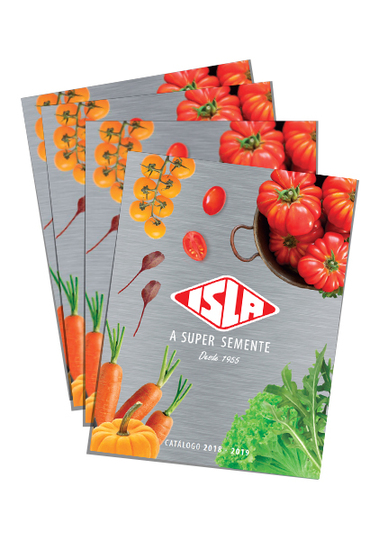 ISLA
A SUPER SEMENTE
Desde 1955
CATÁLOGO 2018 - 2019